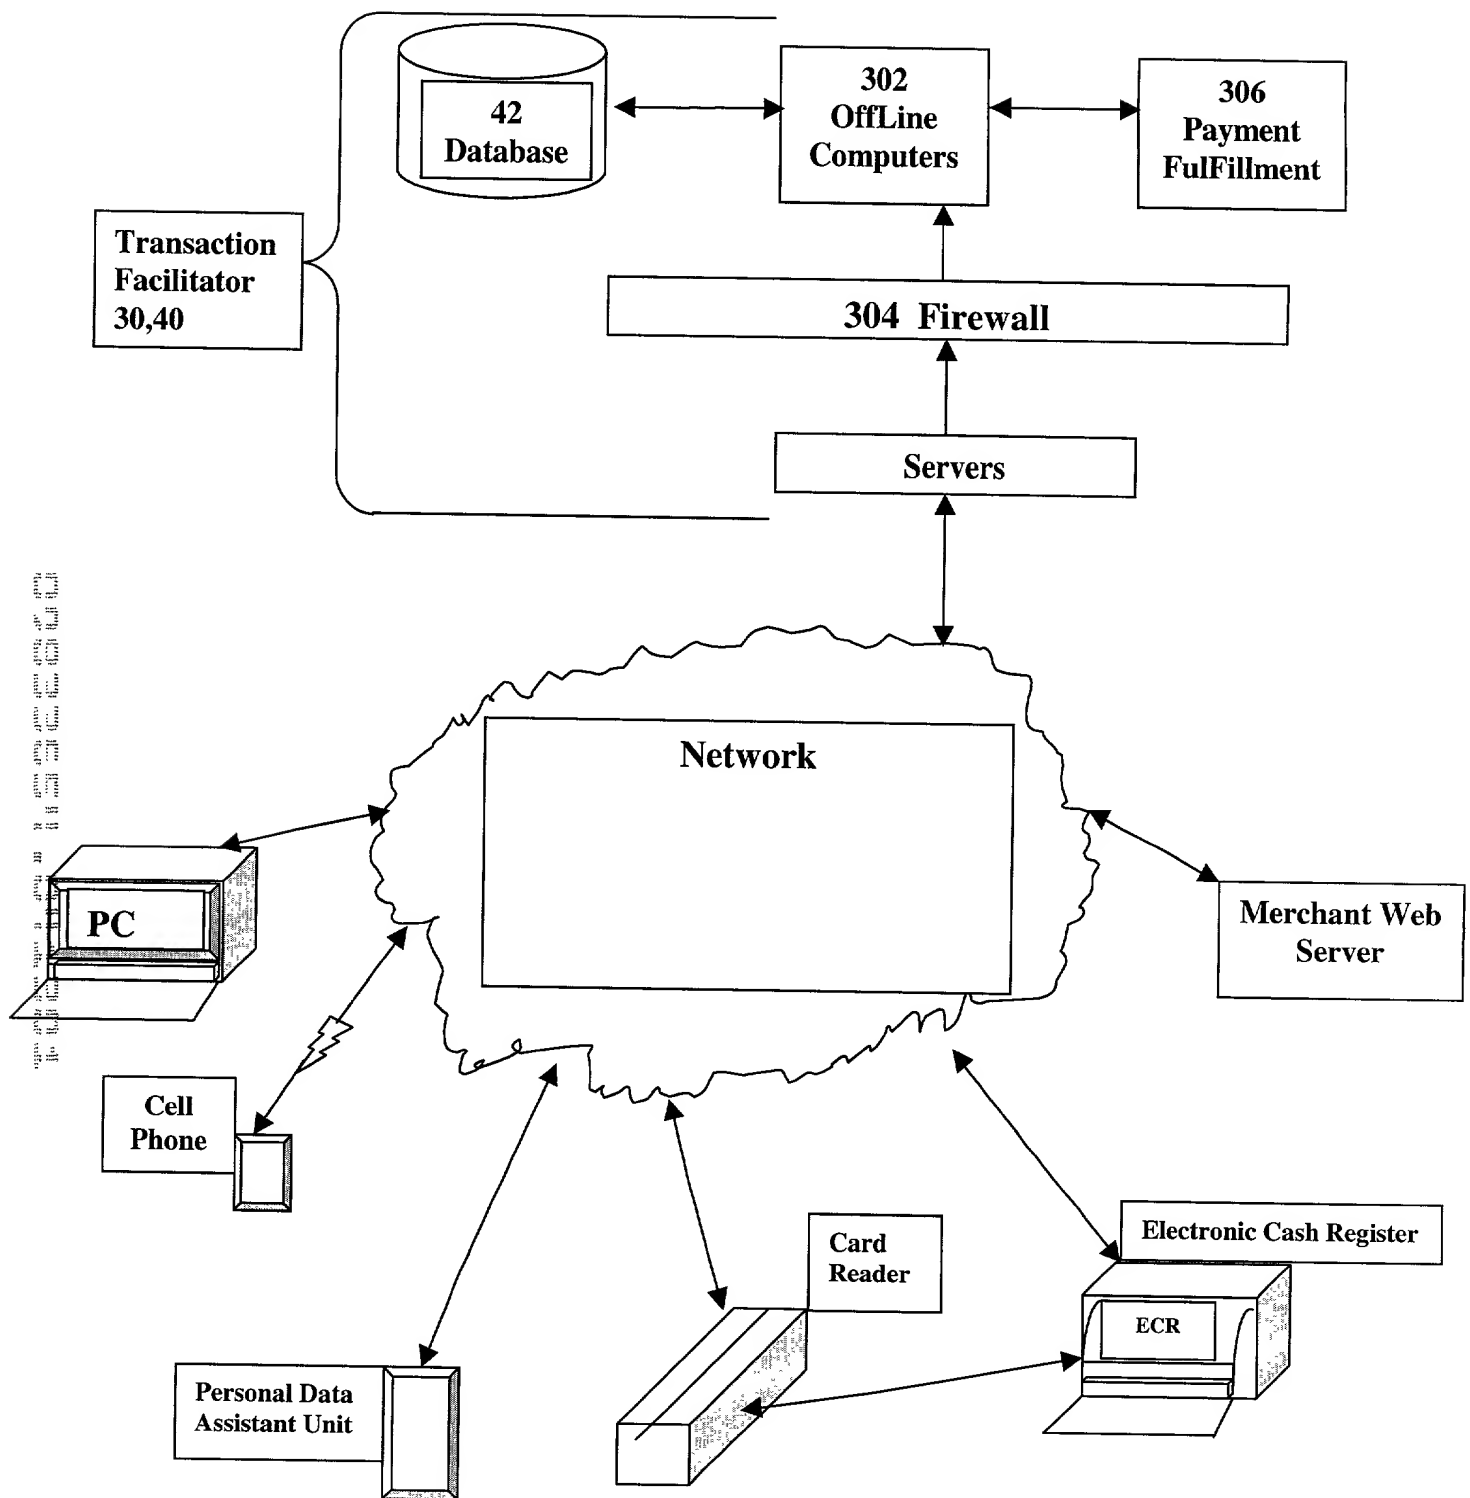 42
Database
302
OffLine
Computers
306
Payment
FulFillment
Transaction
Facilitator
30,40
304 Firewall
Servers
Network
PC
Merchant Web
Server
Cell
Phone
Electronic Cash Register
Card
Reader
ECR
Personal Data
Assistant Unit